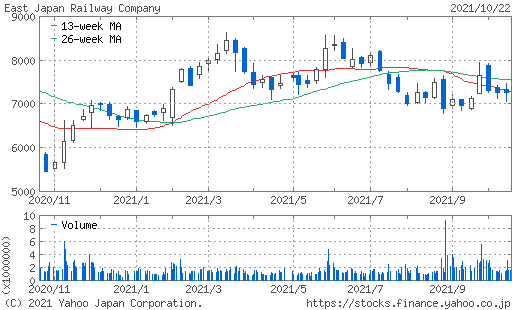 East Japan Railway Company 2021/10/22
13-week MA
26-week MA
8000
7000
6000
5000
2020/11 2021/1 2021/3 2021/5 2021/7 2021/9
Volume
10
8
6
4
2
0
(x1000000)
2020/11 2021/1 2021/3 2021/5 2021/7 2021/9
(C) 2021 Yahoo Japan Corporation. https://stocks.finance.yahoo.co.jp/